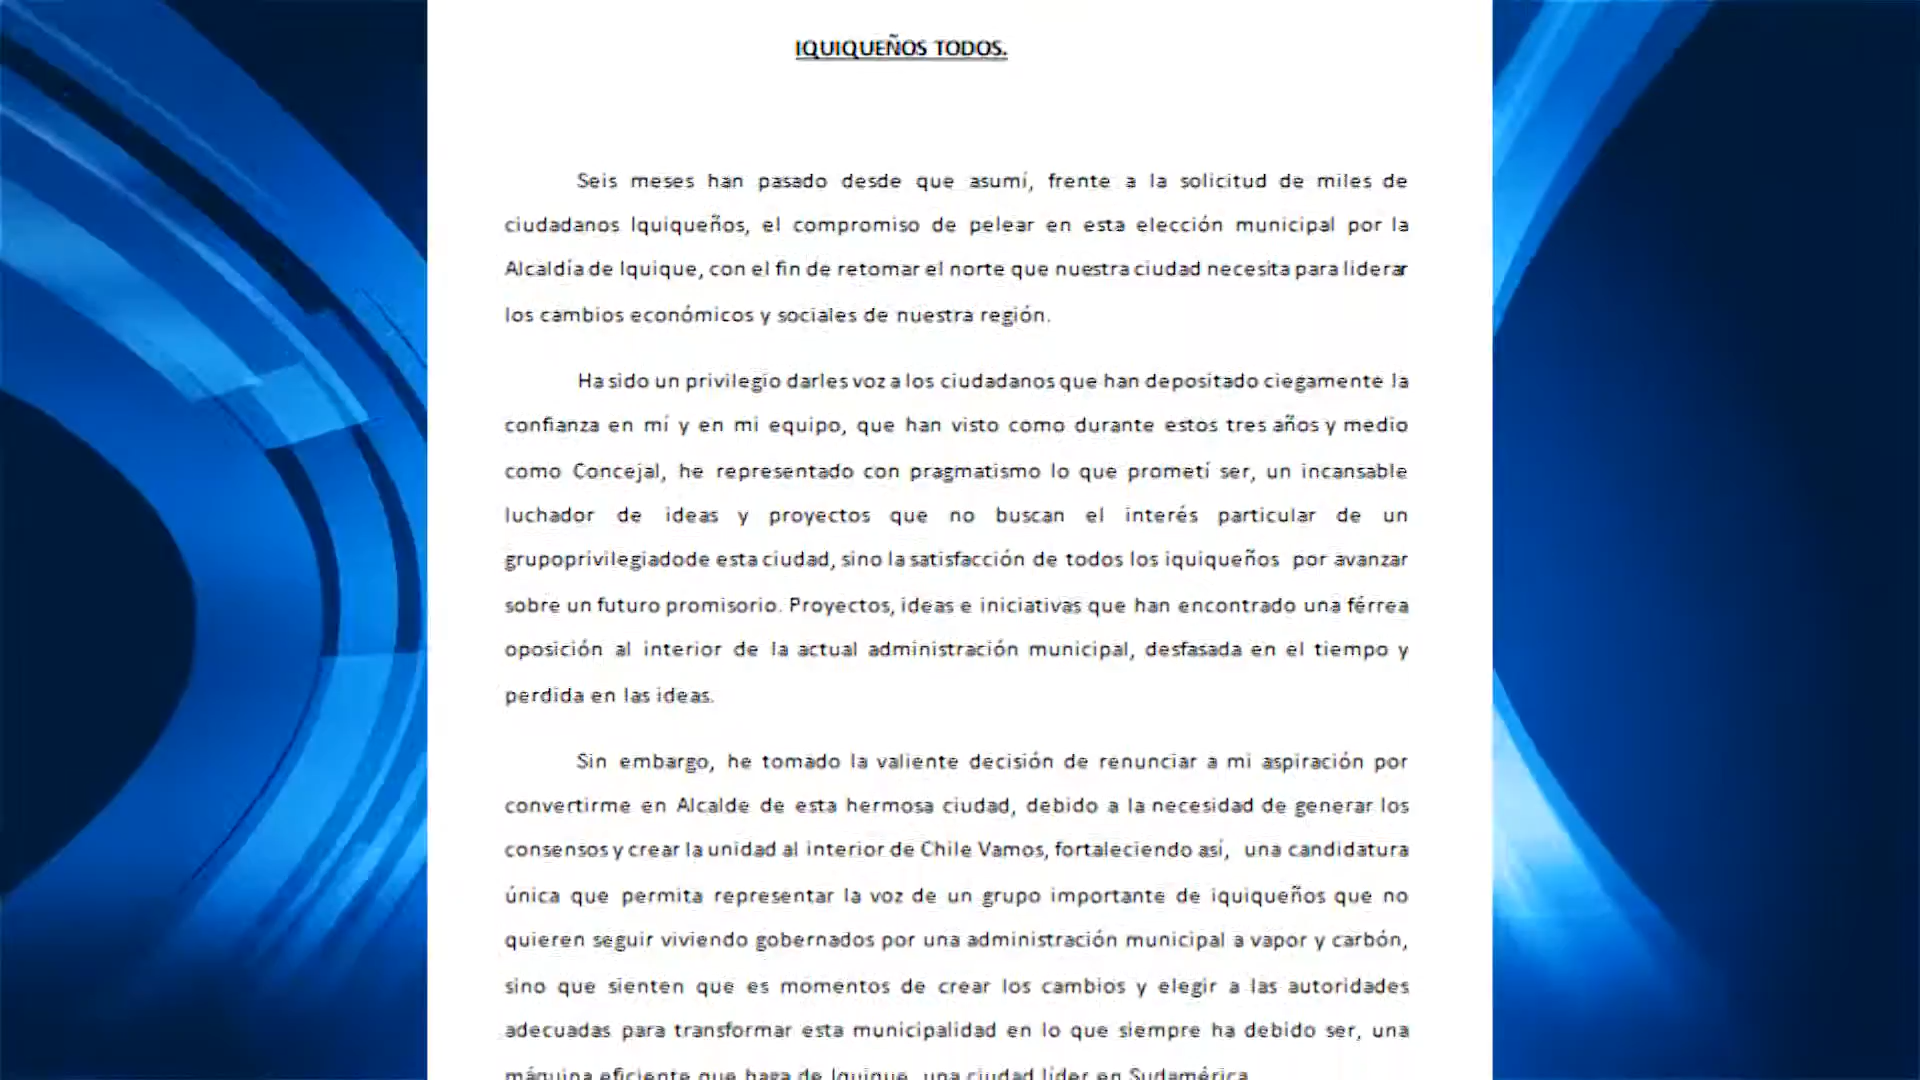 IQUIQUEÑOS TODOS.
Seis meses han pasado desde que asumí, frente a la solicitud de miles de
ciudadanos Iquiqueños, el compromiso de pelear en esta elección municipal por la
Alcaldía de Iquique, con el fin de retomar el norte que nuestra ciudad necesita para liderar
los cambios económicos y sociales de nuestra región.
Ha sido un privilegio darles voz a los ciudadanos que han depositado ciegamente la
confianza en mí y en mi equipo, que han visto como durante estos tres años y medio
como Concejal, he representado con pragmatismo lo que prometí ser, un incansable
luchador de ideas y proyectos que no buscan el interés particular de un
grupoprivilegiadode esta ciudad, sino la satisfacción de todos los iquiqueños por avanzar
sobre un futuro promisorio. Proyectos, ideas e iniciativas que han encontrado una férrea
oposición al interior de la actual administración municipal, desfasada en el tiempo y
perdida en las ideas.
Sin embargo, he tomado la valiente decisión de renunciar a mi aspiración por
convertirme en Alcalde de esta hermosa ciudad, debido a la necesidad de generar los
consensos y crear la unidad al interior de Chile Vamos, fortaleciendo así, una candidatura
única que permita representar la voz de un grupo importante de iquiqueños que no
quieren seguir viviendo gobernados por una administración municipal a vapor y carbón,
sino que sienten que es momentos de crear los cambios y elegir a las autoridades
adecuadas para transformar esta municipalidad en lo que siempre ha debido ser, una
máquina eficiente que haga de Iquique, una ciudad líder en Sudamérica.